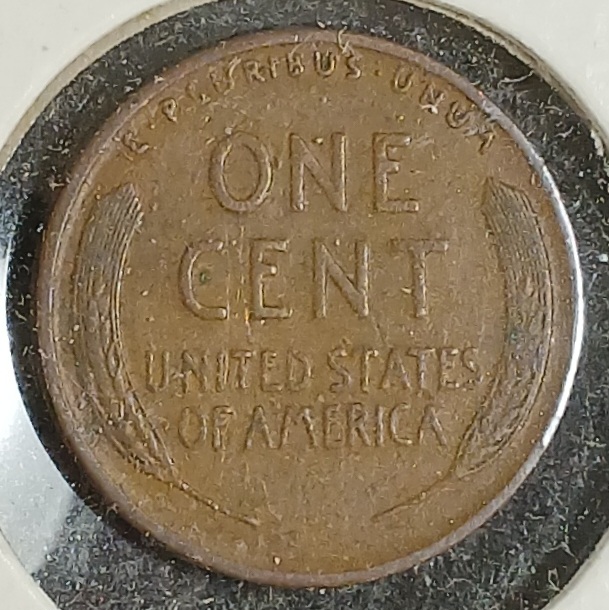 E·PLURIBUS·UNUM
ONE
CENT
UNITED STATES
OF AMERICA